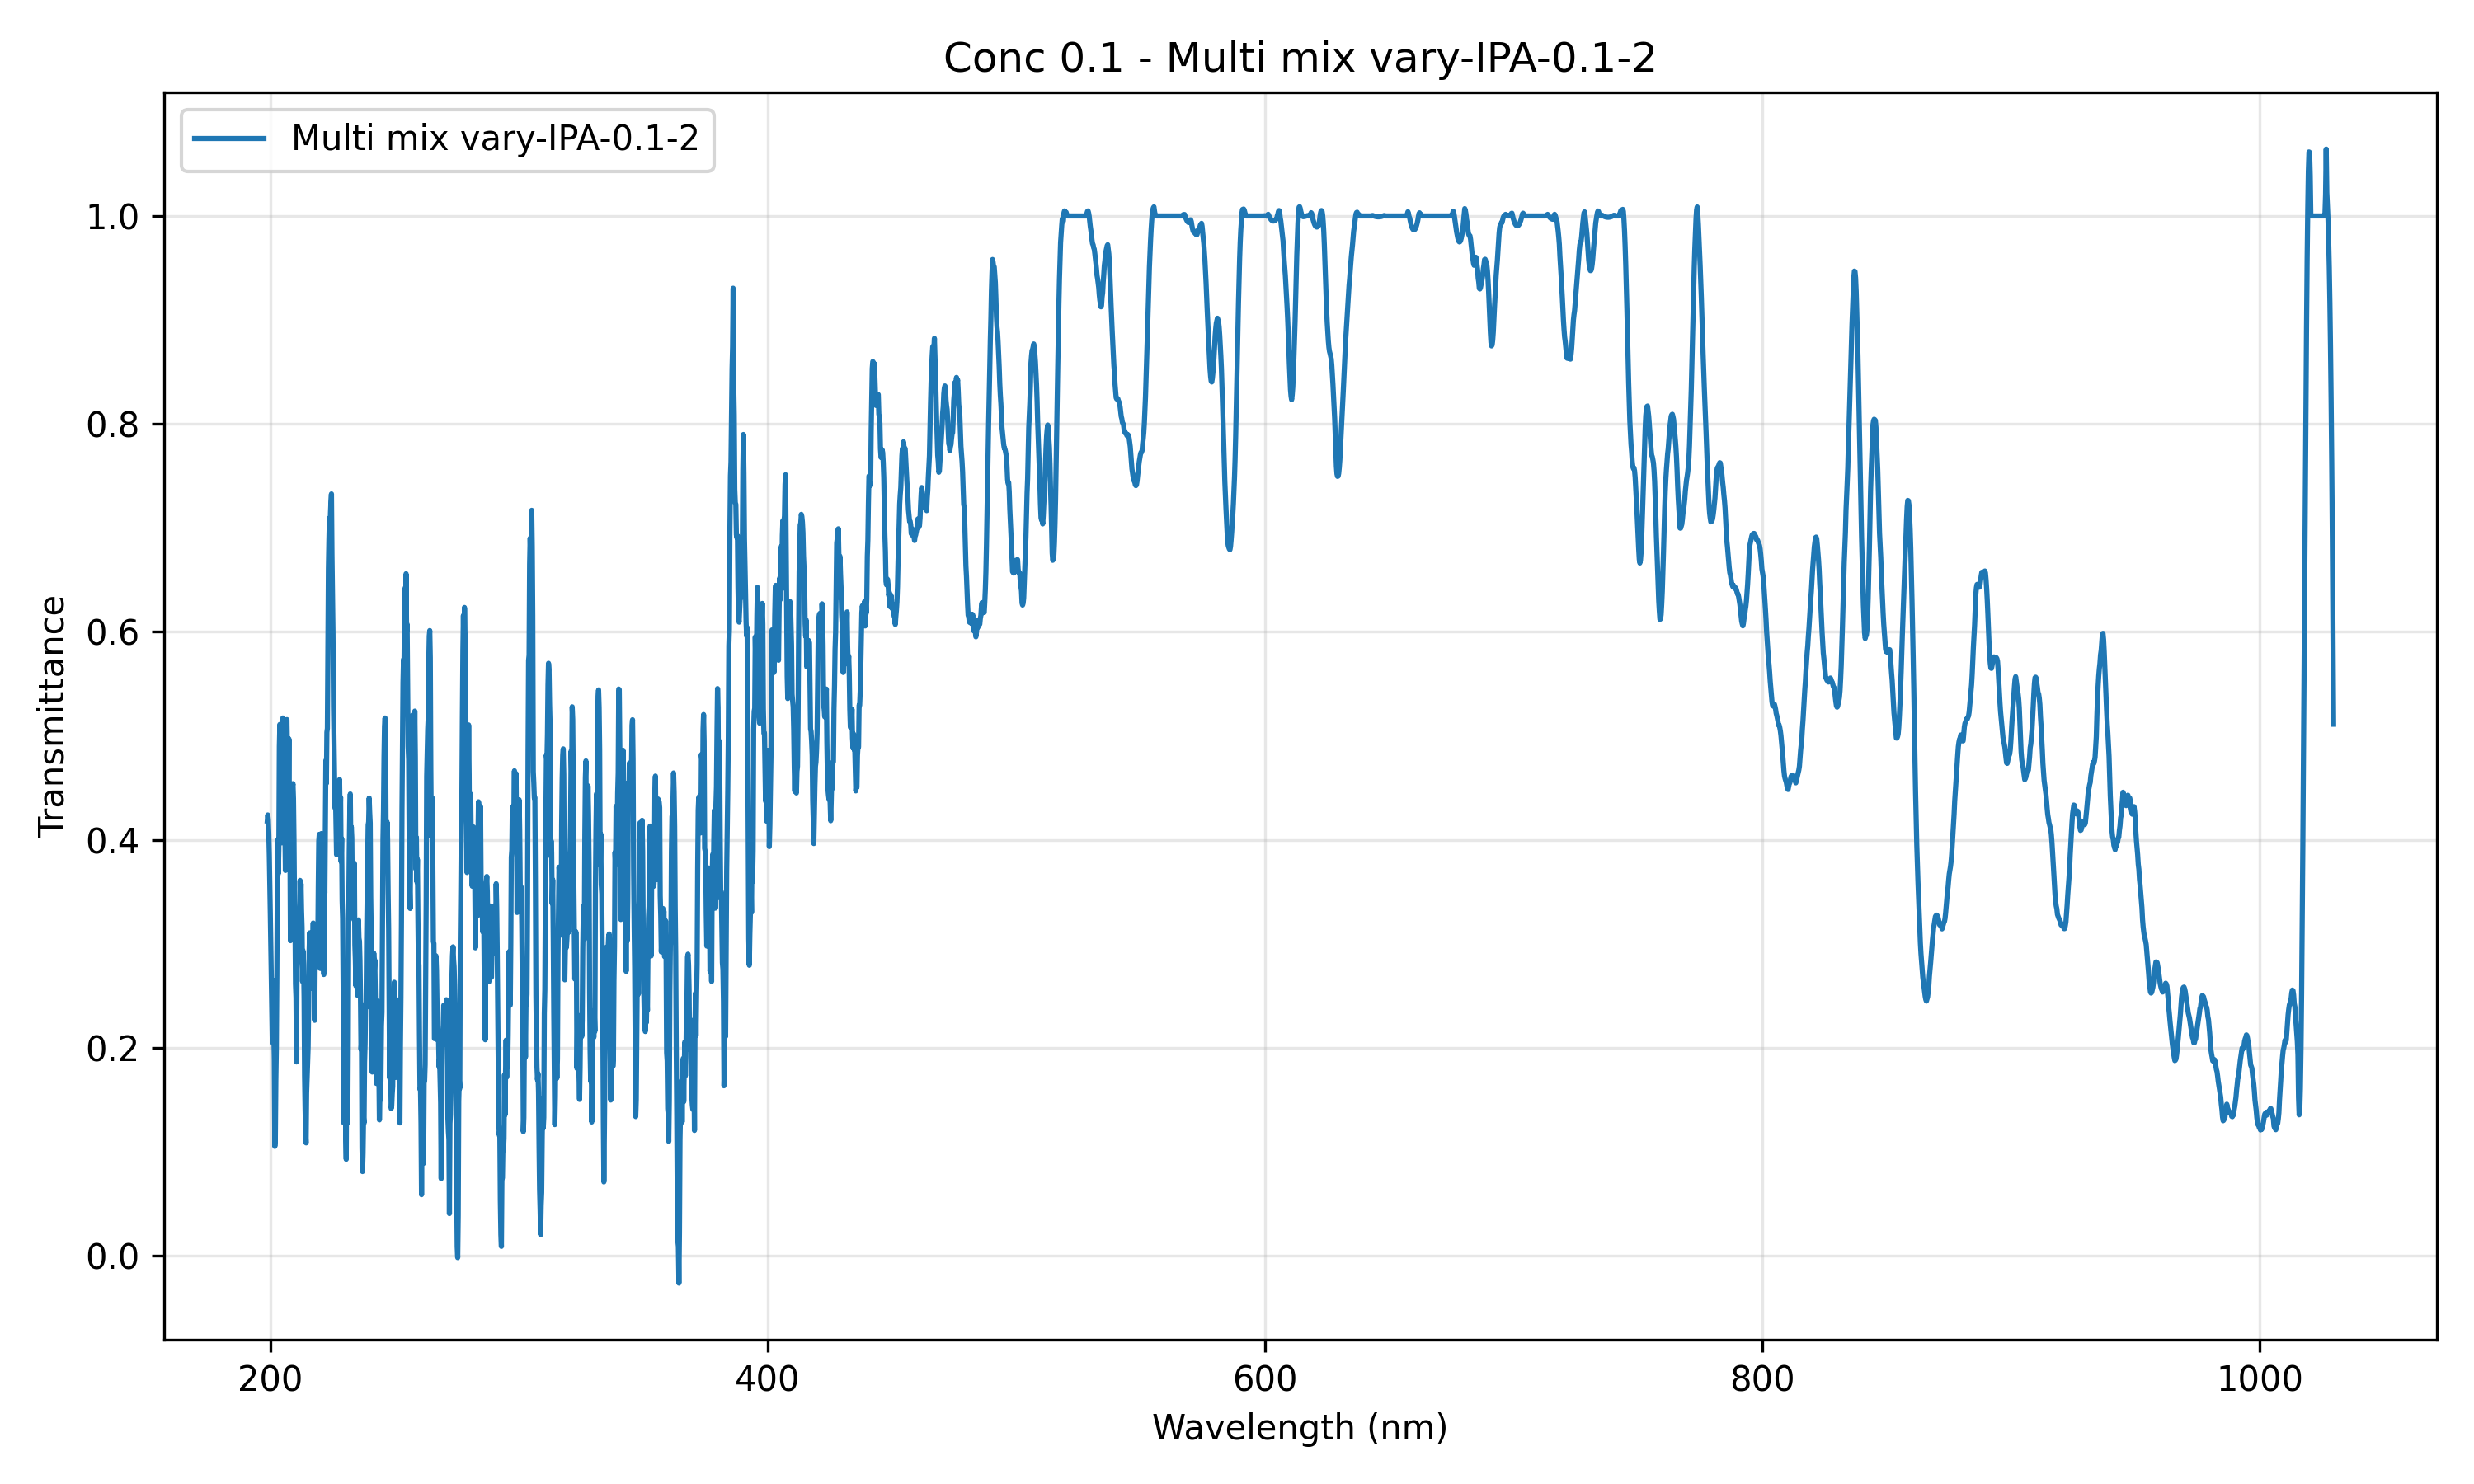 Conc 0.1 - Multi mix vary-IPA-0.1-2
Multi mix vary-IPA-0.1-2
Transmittance
1.0
0.8
0.6
0.4
0.2
0.0
200 400 600 800 1000
Wavelength (nm)